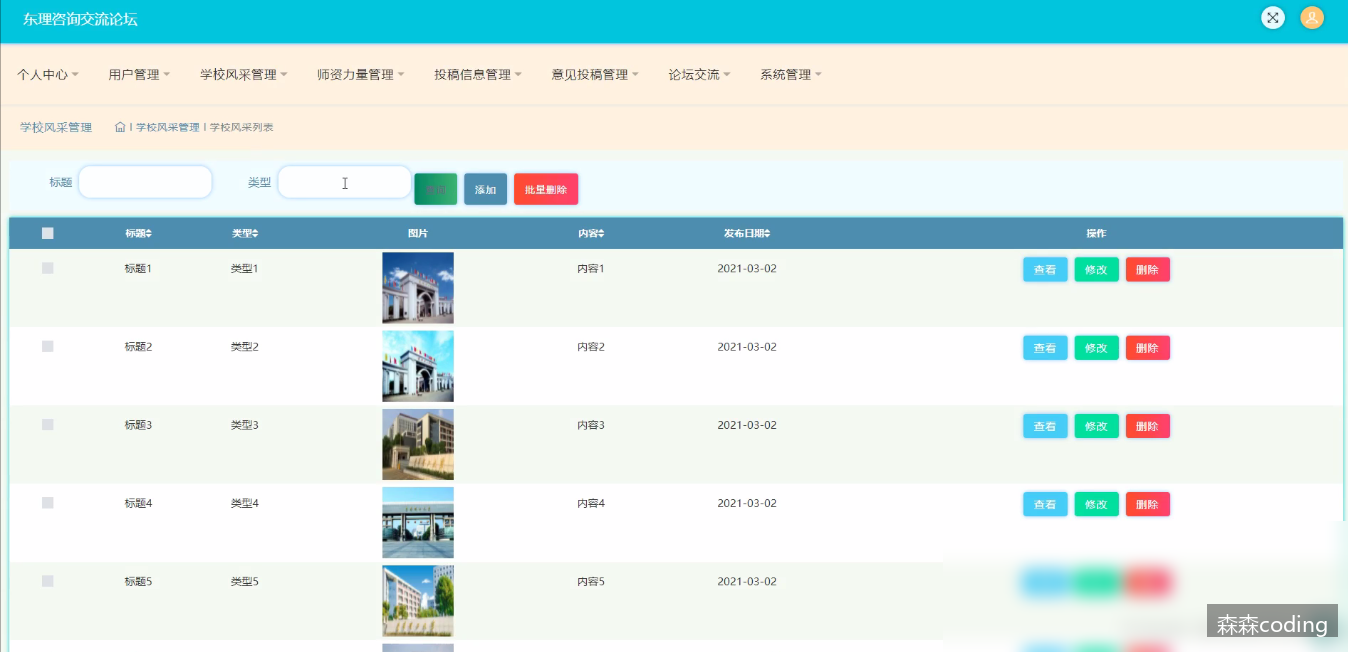 东理咨询交流论坛
个人中心 用户管理 学校风采管理 师资力量管理 投稿信息管理 意见投稿管理 论坛交流 系统管理
学校风采管理 学校风采管理 学校风采列表
标题 类型 添加 批量删除
标题 类型 图片 内容 发布日期 操作
标题1 类型1 内容1 2021-03-02 查看 修改 删除
标题2 类型2 内容2 2021-03-02 查看 修改 删除
标题3 类型3 内容3 2021-03-02 查看 修改 删除
标题4 类型4 内容4 2021-03-02 查看 修改 删除
标题5 类型5 内容5 2021-03-02
森森coding